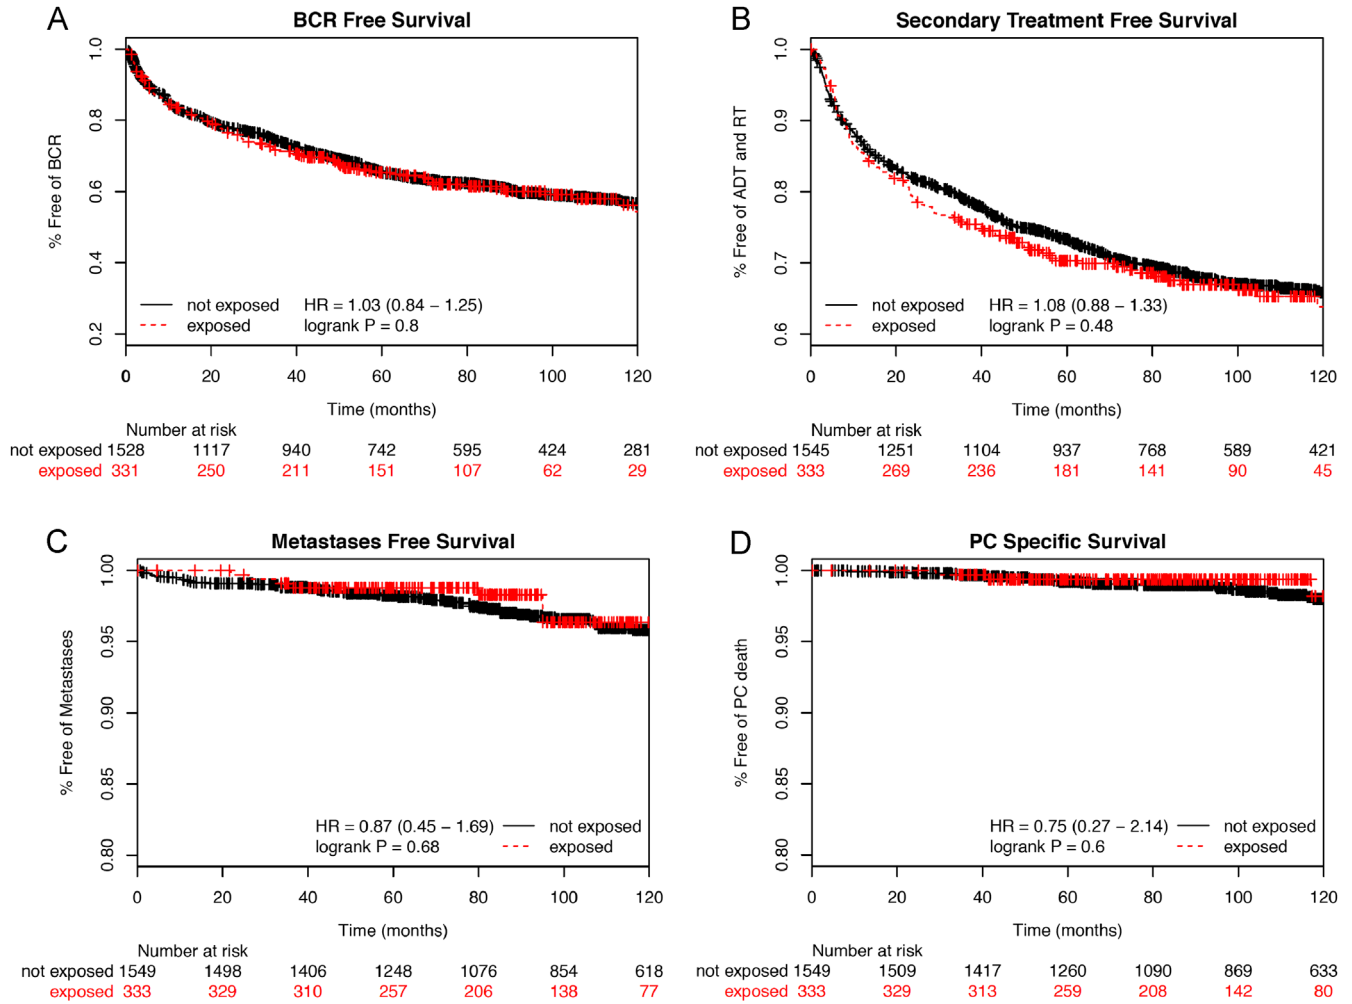 A
BCR Free Survival
% Free of BCR
1.0
0.8
0.6
0.4
0.2
not exposed HR = 1.03 (0.84 − 1.25)
exposed logrank P = 0.8
0 20 40 60 80 100 120
Time (months)
Number at risk
not exposed 1528 1117 940 742 595 424 281
exposed 331 250 211 151 107 62 29
B
Secondary Treatment Free Survival
% Free of ADT and RT
1.0
0.9
0.8
0.7
0.6
not exposed HR = 1.08 (0.88 − 1.33)
exposed logrank P = 0.48
0 20 40 60 80 100 120
Time (months)
Number at risk
not exposed 1545 1251 1104 937 768 589 421
exposed 333 269 236 181 141 90 45
C
Metastases Free Survival
% Free of Metastases
1.00
0.95
0.90
0.85
0.80
HR = 0.87 (0.45 − 1.69) not exposed
logrank P = 0.68 exposed
0 20 40 60 80 100 120
Time (months)
Number at risk
not exposed 1549 1498 1406 1248 1076 854 618
exposed 333 329 310 257 206 138 77
D
PC Specific Survival
% Free of PC death
1.00
0.95
0.90
0.85
0.80
HR = 0.75 (0.27 − 2.14) not exposed
logrank P = 0.6 exposed
0 20 40 60 80 100 120
Time (months)
Number at risk
not exposed 1549 1509 1417 1260 1090 869 633
exposed 333 329 313 259 208 142 80